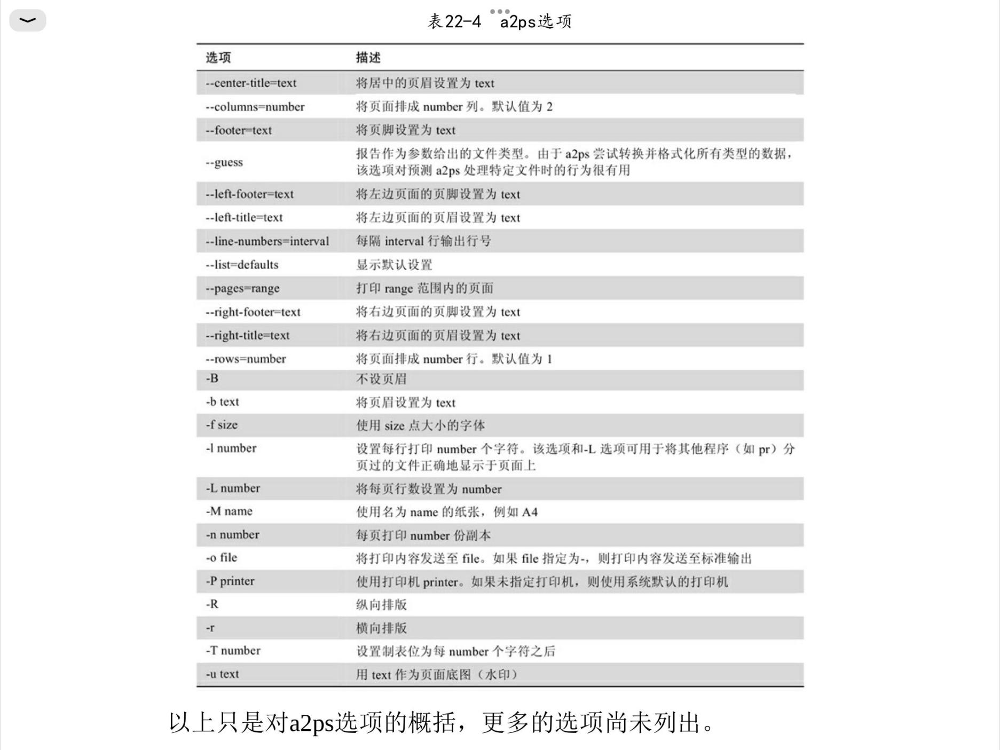 表22-4 a2ps选项
选项 描述
--center-title=text 将居中的页眉设置为 text
--columns=number 将页面排成 number 列。默认值为 2
--footer=text 将页脚设置为 text
--guess 报告作为参数给出的文件类型。由于 a2ps 尝试转换并格式化所有类型的数据，
该选项对预测 a2ps 处理特定文件时的行为很有用
--left-footer=text 将左边页面的页脚设置为 text
--left-title=text 将左边页面的页眉设置为 text
--line-numbers=interval 每隔 interval 行输出行号
--list=defaults 显示默认设置
--pages=range 打印 range 范围内的页面
--right-footer=text 将右边页面的页脚设置为 text
--right-title=text 将右边页面的页眉设置为 text
--rows=number 将页面排成 number 行。默认值为 1
-B 不设页眉
-b text 将页眉设置为 text
-f size 使用 size 点大小的字体
-l number 设置每行打印 number 个字符。该选项和-L 选项可用于将其他程序（如 pr）分
页过的文件正确地显示于页面上
-L number 将每页行数设置为 number
-M name 使用名为 name 的纸张，例如 A4
-n number 每页打印 number 份副本
-o file 将打印内容发送至 file。如果 file 指定为-，则打印内容发送至标准输出
-P printer 使用打印机 printer。如果未指定打印机，则使用系统默认的打印机
-R 纵向排版
-r 横向排版
-T number 设置制表位为每 number 个字符之后
-u text 用 text 作为页面底图（水印）
以上只是对a2ps选项的概括，更多的选项尚未列出。